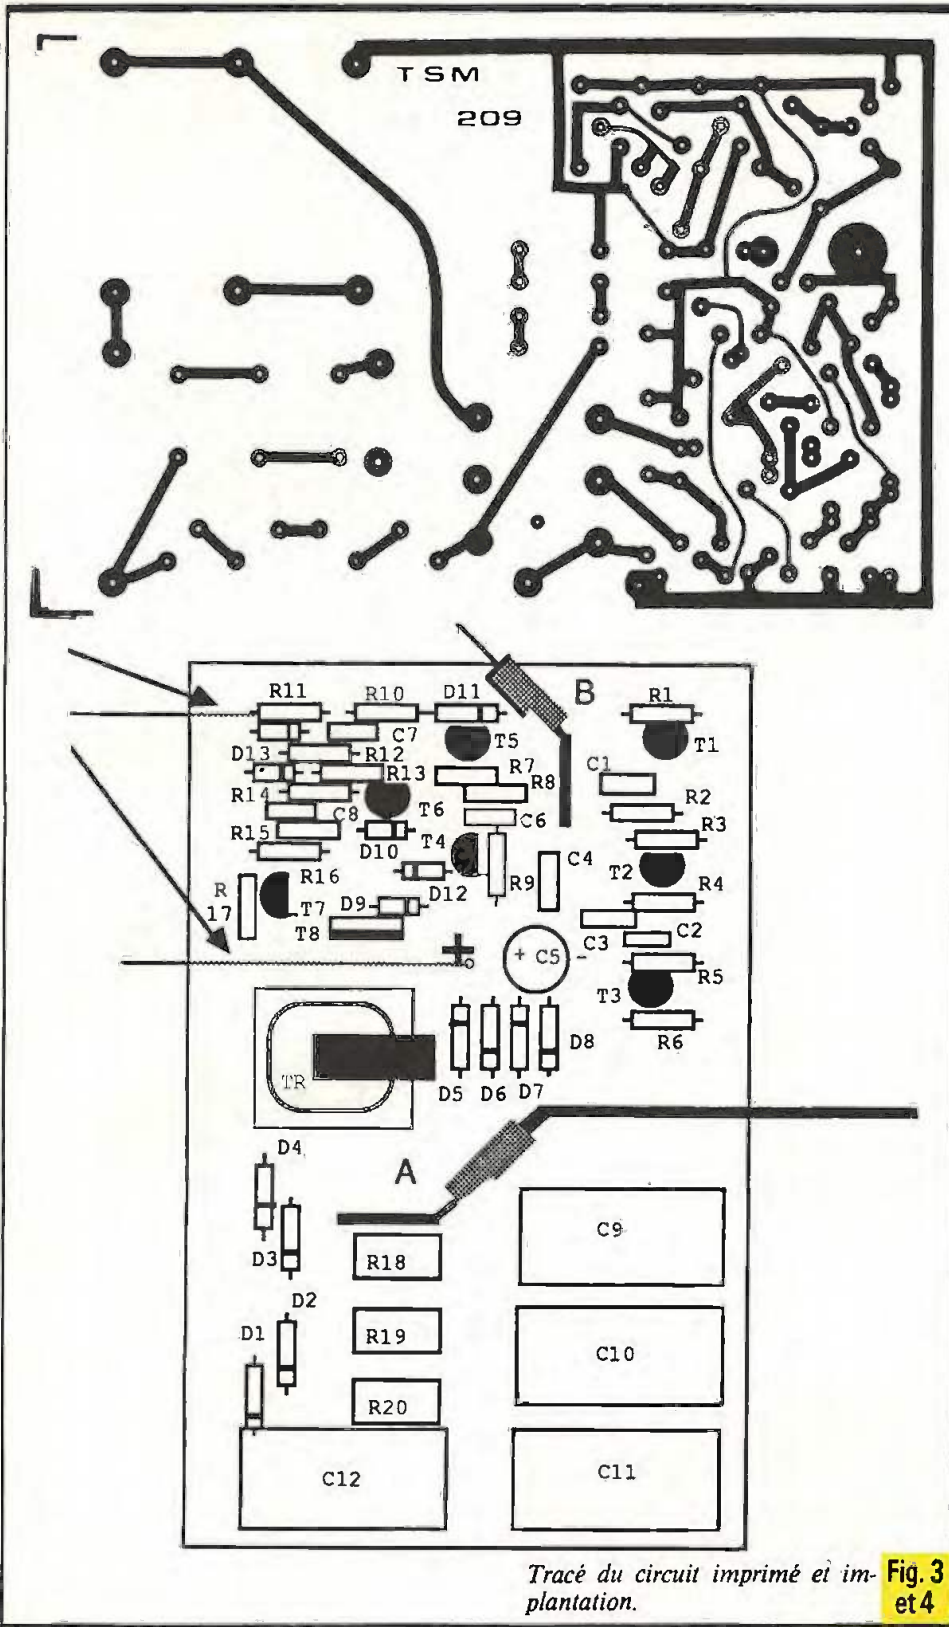 TSM
209
B
R11
R10
D11
R1
C7
T5
T1
D13
R12
R7
C1
R13
R8
R14
R2
C8
T6
C6
R3
R15
D10
T4
T2
C4
R
17
R16
D12
R9
R4
T7
D9
T8
C3
C2
+
+ C5 -
R5
T3
R6
TR
D8
D5
D6
D7
D4
A
C9
R18
D3
D2
D1
R19
C10
R20
C12
C11
Tracé du circuit imprimé et im-
plantation.
Fig. 3
et 4